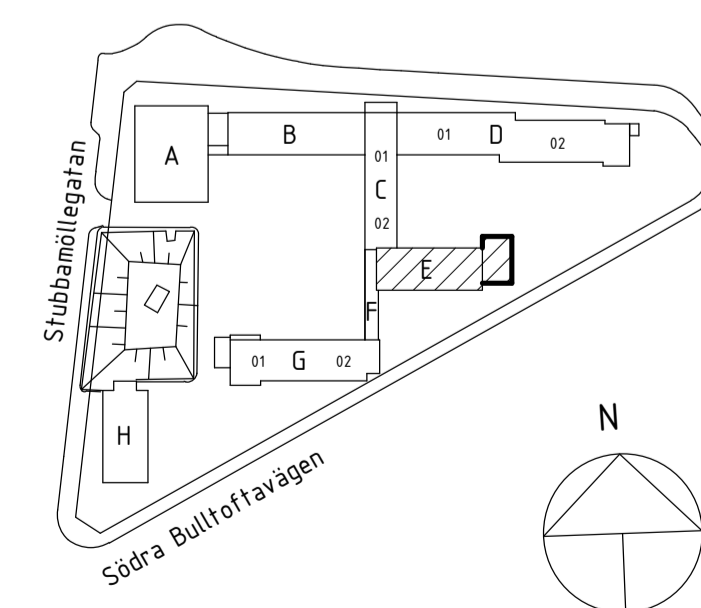 Stubbamöllegatan
A
B
01
D
02
01
C
02
E
F
01
G
02
H
N
Södra Bulltoftavägen